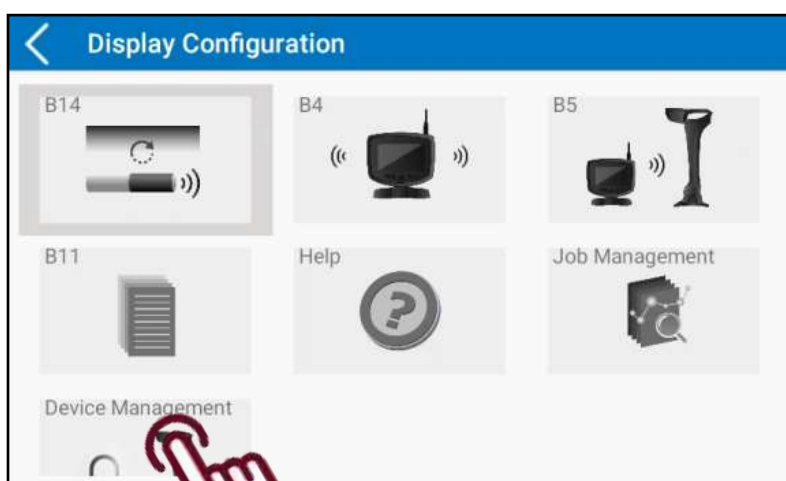 Display Configuration
B14
B4
B5
B11
Help
Job Management
Device Management